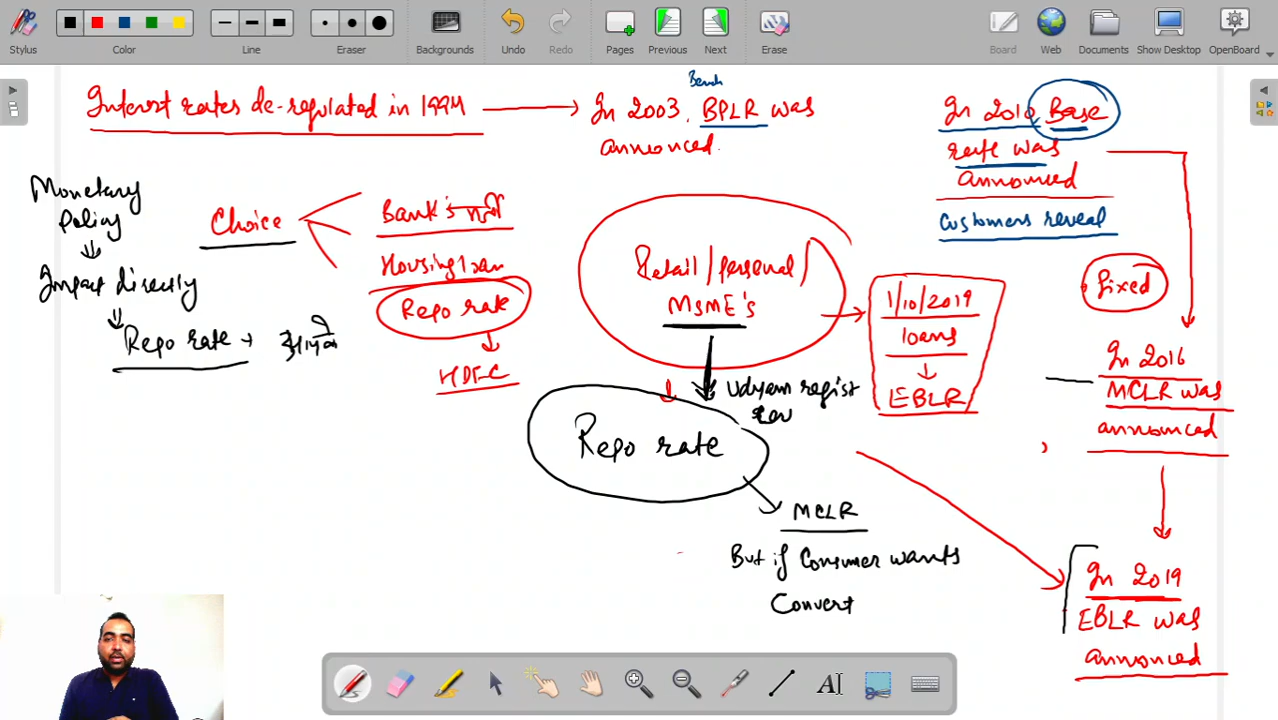 Stylus
Color
Line
Eraser
Backgrounds
Undo
Redo
Pages
Previous
Next
Erase
Board
Web
Documents
Show Desktop
OpenBoard
Interest rates de-regulated in 1994
Bench
In 2003, BPLR was
announced.
In 2010 Base
rate was
announced
Customers reveal
Monetary
Policy
Impact directly
Repo rate
Choice
Bank's
Housing loan
Repo rate
HDFC
Retail/personal/
MSME's
1/10/2019
loans
EBLR
fixed
In 2016
MCLR was
announced
Udyam regist
Repo rate
MCLR
But if Consumer wants
Convert
In 2019
EBLR was
announced